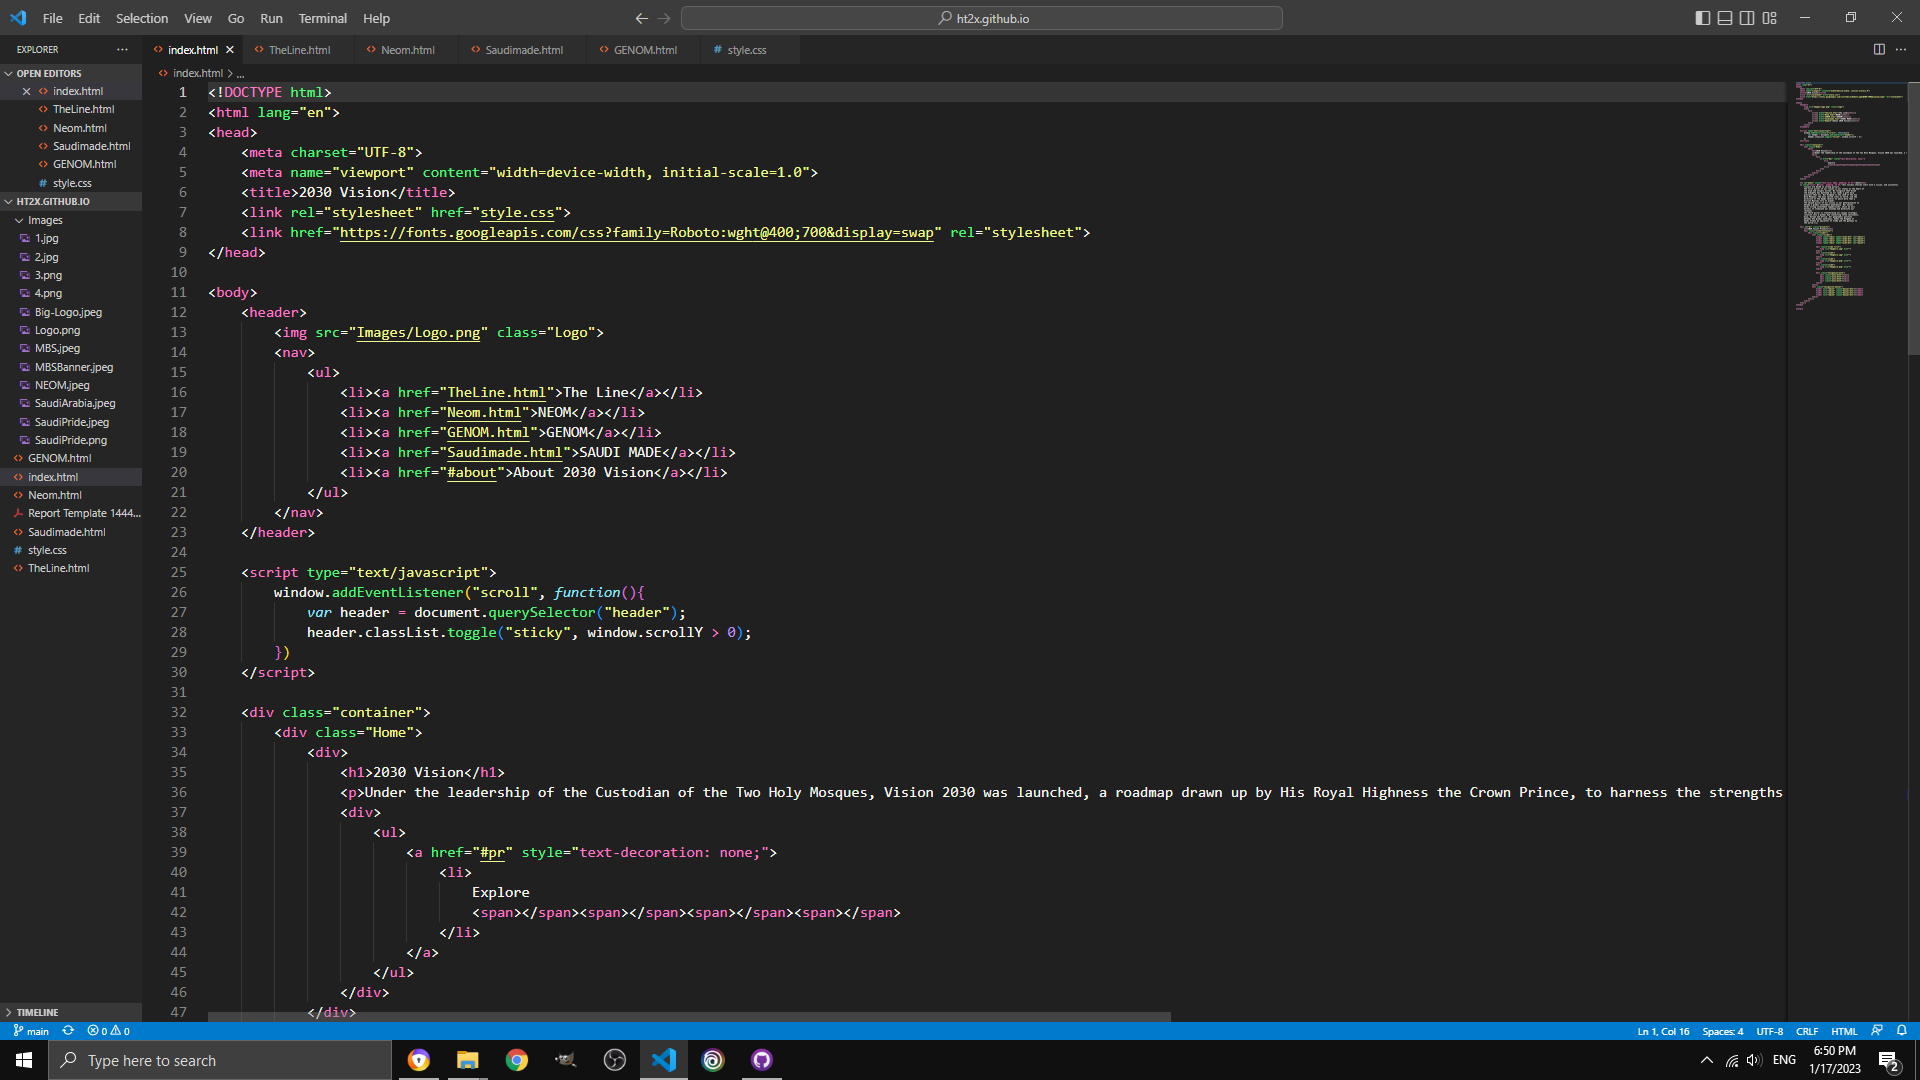 File Edit Selection View Go Run Terminal Help
ht2x.github.io
EXPLORER
index.html
TheLine.html
Neom.html
Saudimade.html
GENOM.html
# style.css
OPEN EDITORS
index.html
TheLine.html
Neom.html
Saudimade.html
GENOM.html
# style.css
HT2X.GITHUB.IO
Images
1.jpg
2.jpg
3.png
4.png
Big-Logo.jpeg
Logo.png
MBS.jpeg
MBSBanner.jpeg
NEOM.jpeg
SaudiArabia.jpeg
SaudiPride.jpeg
SaudiPride.png
GENOM.html
index.html
Neom.html
Report Template 1444...
Saudimade.html
# style.css
TheLine.html
TIMELINE
index.html > ...
1 <!DOCTYPE html>
2 <html lang="en">
3 <head>
4 <meta charset="UTF-8">
5 <meta name="viewport" content="width=device-width, initial-scale=1.0">
6 <title>2030 Vision</title>
7 <link rel="stylesheet" href="style.css">
8 <link href="https://fonts.googleapis.com/css?family=Roboto:wght@400;700&display=swap" rel="stylesheet">
9 </head>
10
11 <body>
12 <header>
13 <img src="Images/Logo.png" class="Logo">
14 <nav>
15 <ul>
16 <li><a href="TheLine.html">The Line</a></li>
17 <li><a href="Neom.html">NEOM</a></li>
18 <li><a href="GENOM.html">GENOM</a></li>
19 <li><a href="Saudimade.html">SAUDI MADE</a></li>
20 <li><a href="#about">About 2030 Vision</a></li>
21 </ul>
22 </nav>
23 </header>
24
25 <script type="text/javascript">
26 window.addEventListener("scroll", function(){
27 var header = document.querySelector("header");
28 header.classList.toggle("sticky", window.scrollY > 0);
29 })
30 </script>
31
32 <div class="container">
33 <div class="Home">
34 <div>
35 <h1>2030 Vision</h1>
36 <p>Under the leadership of the Custodian of the Two Holy Mosques, Vision 2030 was launched, a roadmap drawn up by His Royal Highness the Crown Prince, to harness the strengths
37 <div>
38 <ul>
39 <a href="#pr" style="text-decoration: none;">
40 <li>
41 Explore
42 <span></span><span></span><span></span><span></span>
43 </li>
44 </a>
45 </ul>
46 </div>
47 </div>
main 0 0
Ln 1, Col 16 Spaces: 4 UTF-8 CRLF HTML
Type here to search
ENG
6:50 PM
1/17/2023
2